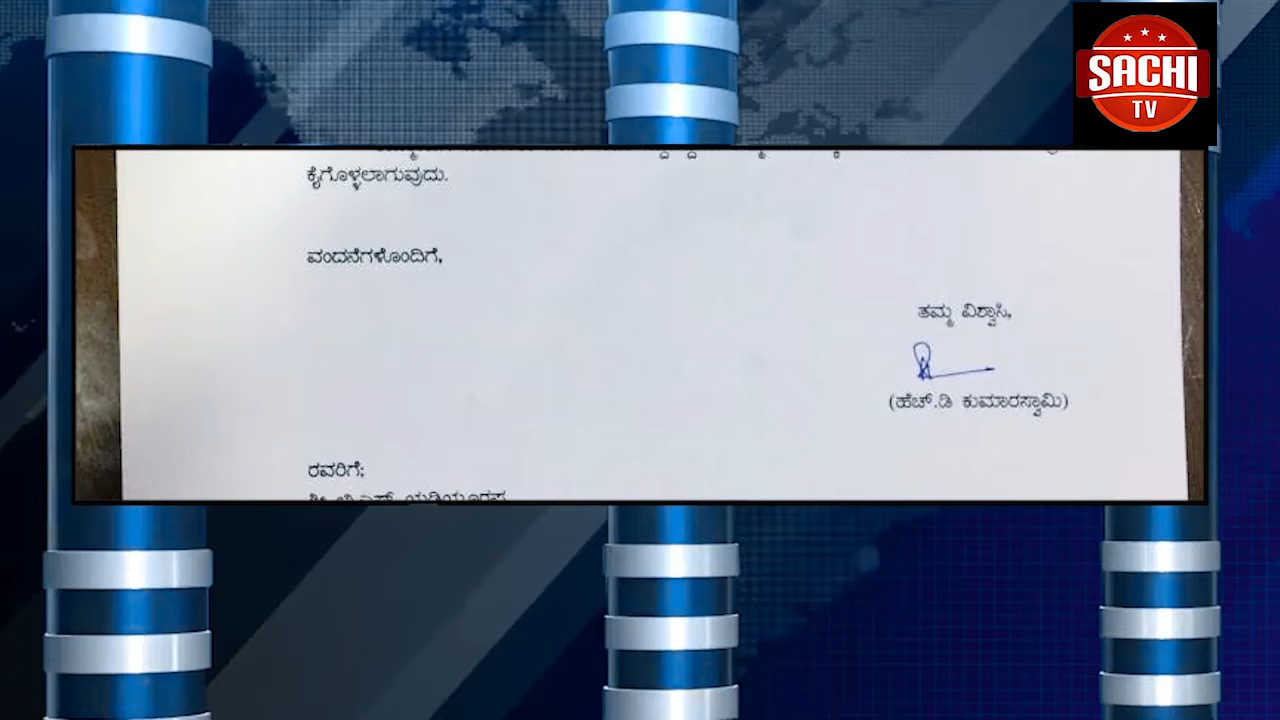 SACHI
TV
ಕೈಗೊಳ್ಳಲಾಗುವುದು.
ವಂದನೆಗಳೊಂದಿಗೆ,
ತಮ್ಮ ವಿಶ್ವಾಸಿ,
(ಹೆಚ್.ಡಿ ಕುಮಾರಸ್ವಾಮಿ)
ರವರಿಗೆ;